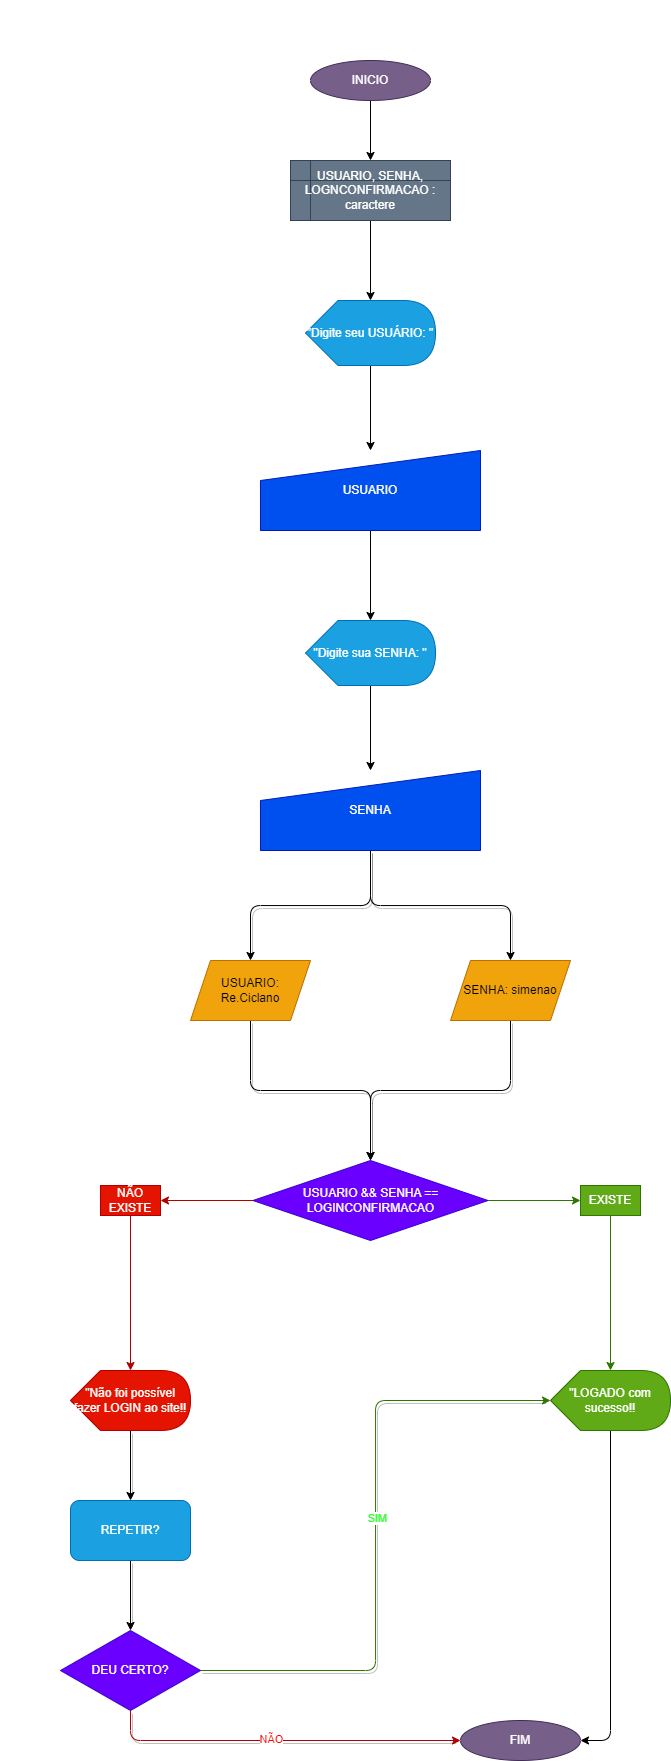 INICIO
USUARIO, SENHA,
LOGNCONFIRMACAO :
caractere
"Digite seu USUÁRIO: "
USUARIO
"Digite sua SENHA: "
SENHA
USUARIO:
Re.Ciclano
SENHA: simenao
USUARIO && SENHA ==
LOGINCONFIRMACAO
NÃO
EXISTE
EXISTE
"Não foi possível
fazer LOGIN ao site!!
"LOGADO com
sucesso!!
REPETIR?
SIM
DEU CERTO?
NÃO
FIM